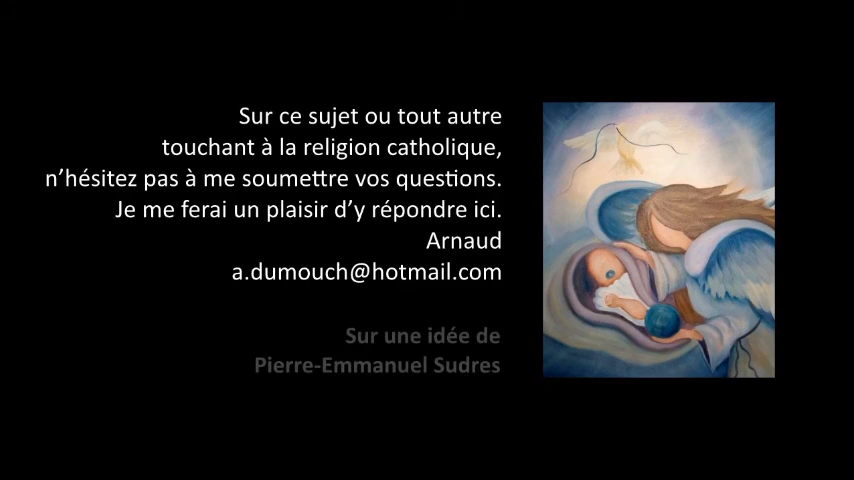 Sur ce sujet ou tout autre
touchant à la religion catholique,
n’hésitez pas à me soumettre vos questions.
Je me ferai un plaisir d’y répondre ici.
Arnaud
a.dumouch@hotmail.com
Sur une idée de
Pierre-Emmanuel Sudres